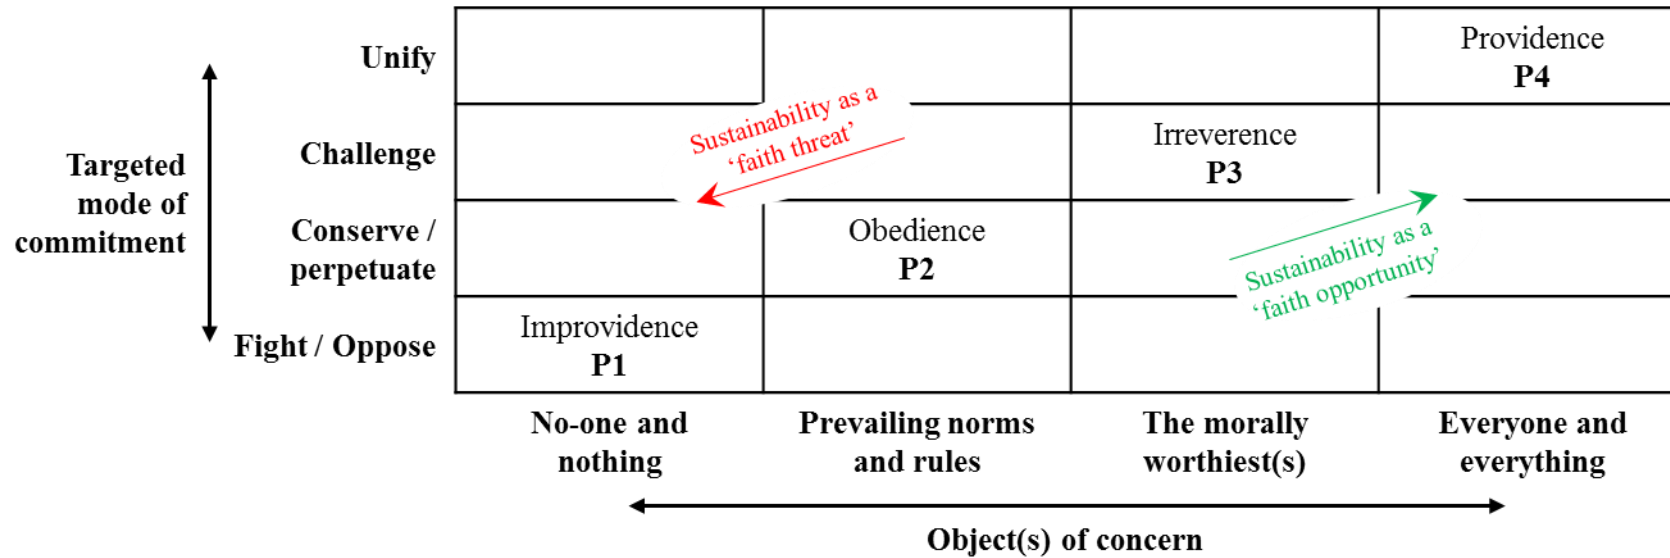 Unify
Providence
P4
Sustainability as a
‘faith threat’
Targeted
mode of
commitment
Challenge
Irreverence
P3
Conserve /
perpetuate
Obedience
P2
Sustainability as a
‘faith opportunity’
Fight / Oppose
Improvidence
P1
No-one and
nothing
Prevailing norms
and rules
The morally
worthiest(s)
Everyone and
everything
Object(s) of concern